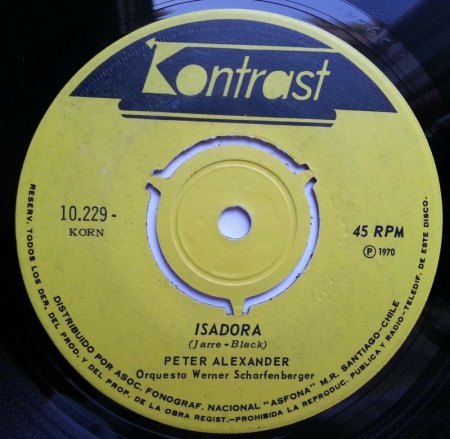 Kontrast
10.229-
KORN
45 RPM
Ⓟ 1970
ISADORA
(Jarre-Black)
PETER ALEXANDER
Orquesta Werner Scharfenberger
RESERV. TODOS LOS DER. DEL PROD. Y DEL PROP. DE LA OBRA REGIST.-PROHIBIDA LA REPRODUC. PUBLICA Y RADIO-TELEDIF. DE ESTE DISCO.
DISTRIBUIDO POR ASOC. FONOGRAF. NACIONAL "ASFONA" M.R. SANTIAGO-CHILE